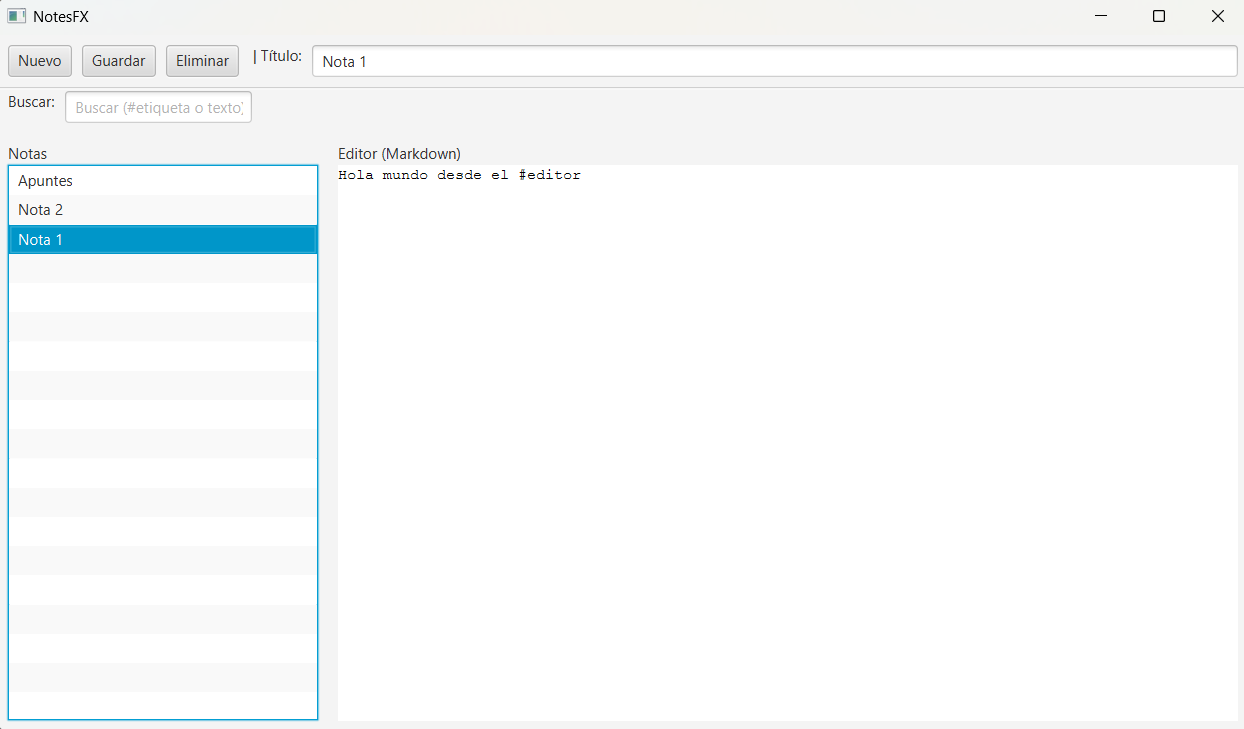 NotesFX
Nuevo Guardar Eliminar | Título: Nota 1
Buscar: Buscar (#etiqueta o texto)
Notas
Apuntes
Nota 2
Nota 1
Editor (Markdown)
Hola mundo desde el #editor